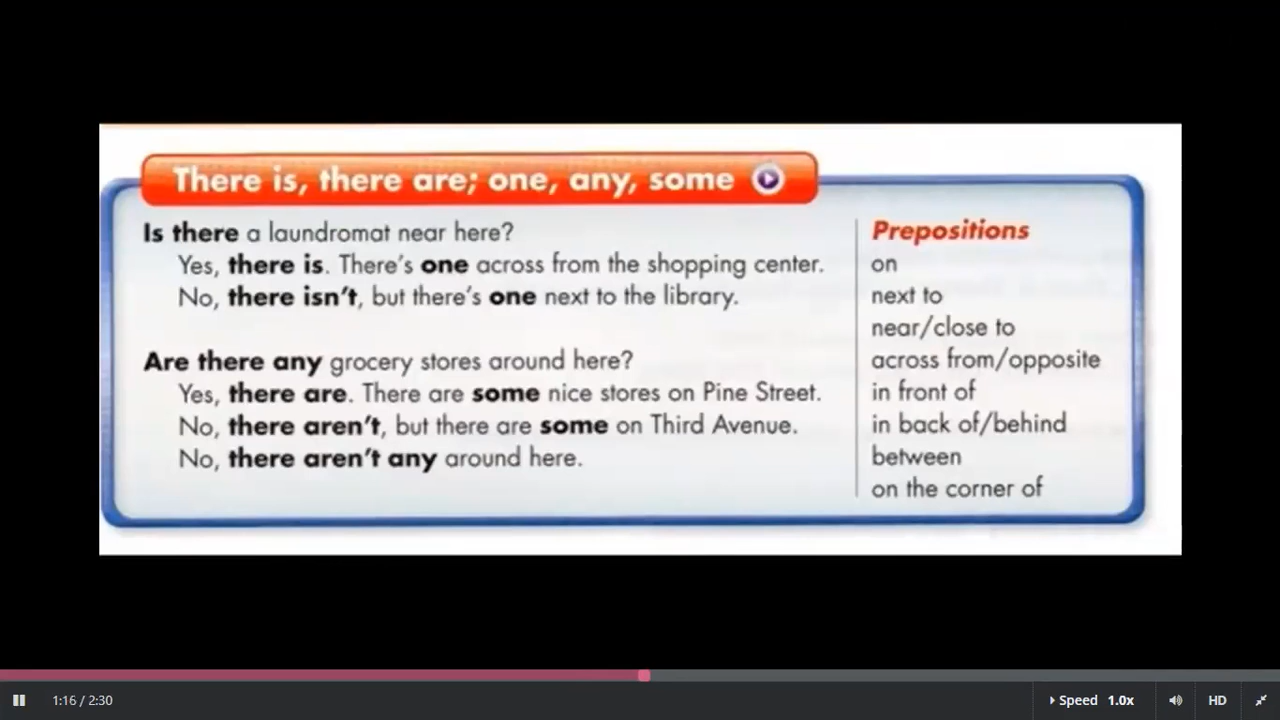 There is, there are; one, any, some
Is there a laundromat near here?
Yes, there is. There's one across from the shopping center.
No, there isn't, but there's one next to the library.
Are there any grocery stores around here?
Yes, there are. There are some nice stores on Pine Street.
No, there aren't, but there are some on Third Avenue.
No, there aren't any around here.
Prepositions
on
next to
near/close to
across from/opposite
in front of
in back of/behind
between
on the corner of
1:16 / 2:30
Speed 1.0x
HD